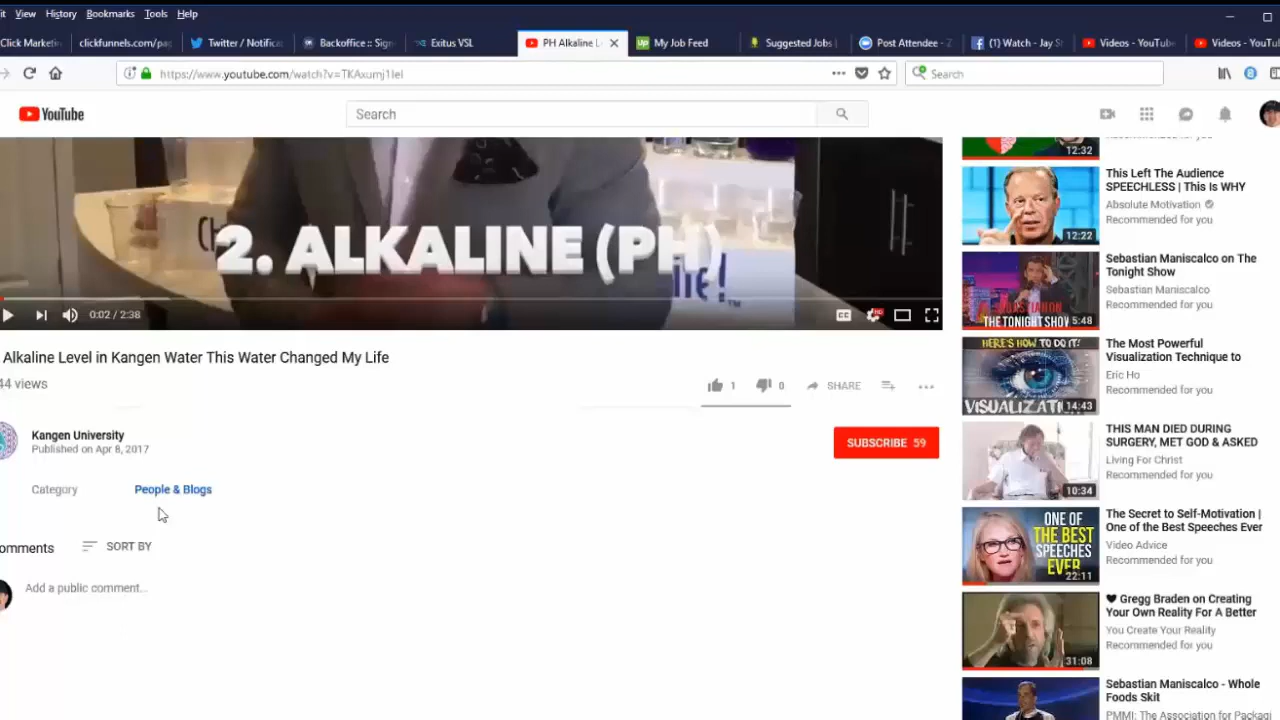 it View History Bookmarks Tools Help
Click Marketin clickfunnels.com/pac Twitter / Notifica Backoffice :: Sign Exitus VSL PH Alkaline L My Job Feed Suggested Jobs Post Attendee - Z (1) Watch - Jay S Videos - YouTube Videos - YouTu
https://www.youtube.com/watch?v=TKAxumj1IeI Search
YouTube Search
2. ALKALINE (PH)
0:02 / 2:38
Alkaline Level in Kangen Water This Water Changed My Life
44 views
1 0 SHARE
Kangen University
Published on Apr 8, 2017
SUBSCRIBE 59
Category People & Blogs
omments SORT BY
Add a public comment...
12:32
This Left The Audience
SPEECHLESS | This Is WHY
Absolute Motivation
Recommended for you
12:22
Sebastian Maniscalco on The
Tonight Show
Sebastian Maniscalco
Recommended for you
THE TONIGHT SHOW 5:48
HERE'S HOW TO DO IT!
The Most Powerful
Visualization Technique to
Eric Ho
Recommended for you
VISUALIZATI 14:43
THIS MAN DIED DURING
SURGERY, MET GOD & ASKED
Living For Christ
Recommended for you
10:34
ONE OF
THE BEST
SPEECHES
EVER
22:11
The Secret to Self-Motivation |
One of the Best Speeches Ever
Video Advice
Recommended for you
♥ Gregg Braden on Creating
Your Own Reality For A Better
You Create Your Reality
Recommended for you
31:08
Sebastian Maniscalco - Whole
Foods Skit
PMMI: The Association for Packagi